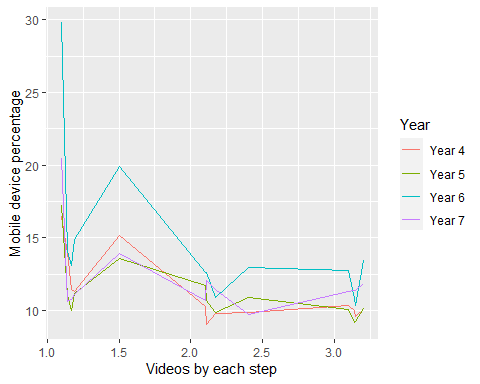 Mobile device percentage
30
25
20
15
10
1.0 1.5 2.0 2.5 3.0
Videos by each step
Year
Year 4
Year 5
Year 6
Year 7